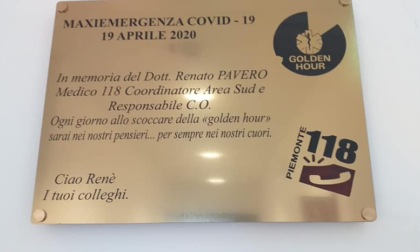 MAXIEMERGENZA COVID - 19
19 APRILE 2020
GOLDEN
HOUR
In memoria del Dott. Renato PAVERO
Medico 118 Coordinatore Area Sud e
Responsabile C.O.
Ogni giorno allo scoccare della «golden hour»
sarai nei nostri pensieri... per sempre nei nostri cuori.
PIEMONTE
118
Ciao Renè
I tuoi colleghi.